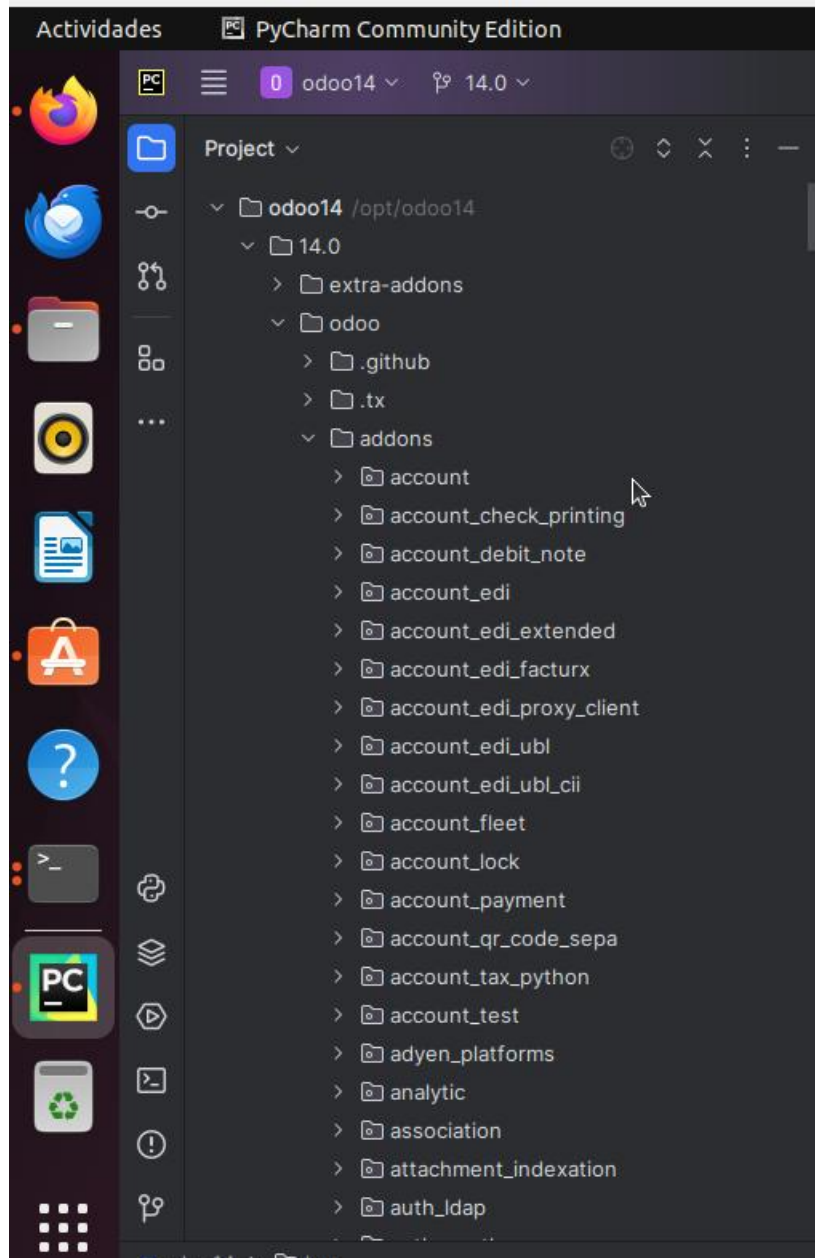 Actividades PyCharm Community Edition
PC O odoo14 14.0
Project
odoo14 /opt/odoo14
14.0
extra-addons
odoo
.github
.tx
addons
account
account_check_printing
account_debit_note
account_edi
account_edi_extended
account_edi_facturx
account_edi_proxy_client
account_edi_ubl
account_edi_ubl_cii
account_fleet
account_lock
account_payment
account_qr_code_sepa
account_tax_python
account_test
adyen_platforms
analytic
association
attachment_indexation
auth_ldap
PC